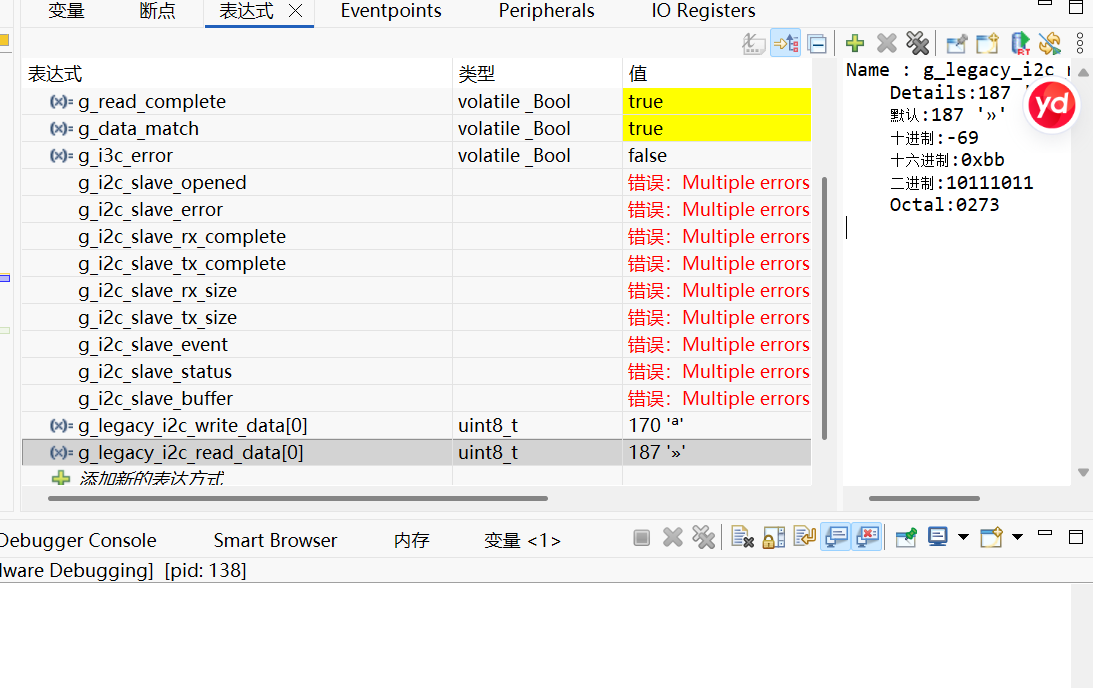 变量 断点 表达式 Eventpoints Peripherals IO Registers
表达式 类型 值
(x)= g_read_complete volatile _Bool true
(x)= g_data_match volatile _Bool true
(x)= g_i3c_error volatile _Bool false
g_i2c_slave_opened 错误：Multiple errors
g_i2c_slave_error 错误：Multiple errors
g_i2c_slave_rx_complete 错误：Multiple errors
g_i2c_slave_tx_complete 错误：Multiple errors
g_i2c_slave_rx_size 错误：Multiple errors
g_i2c_slave_tx_size 错误：Multiple errors
g_i2c_slave_event 错误：Multiple errors
g_i2c_slave_status 错误：Multiple errors
g_i2c_slave_buffer 错误：Multiple errors
(x)= g_legacy_i2c_write_data[0] uint8_t 170 'ª'
(x)= g_legacy_i2c_read_data[0] uint8_t 187 '»'
添加新的表达方式
Name : g_legacy_i2c_
Details:187
默认:187 '»'
十进制:-69
十六进制:0xbb
二进制:10111011
Octal:0273
yd
Debugger Console Smart Browser 内存 变量 <1>
dware Debugging] [pid: 138]